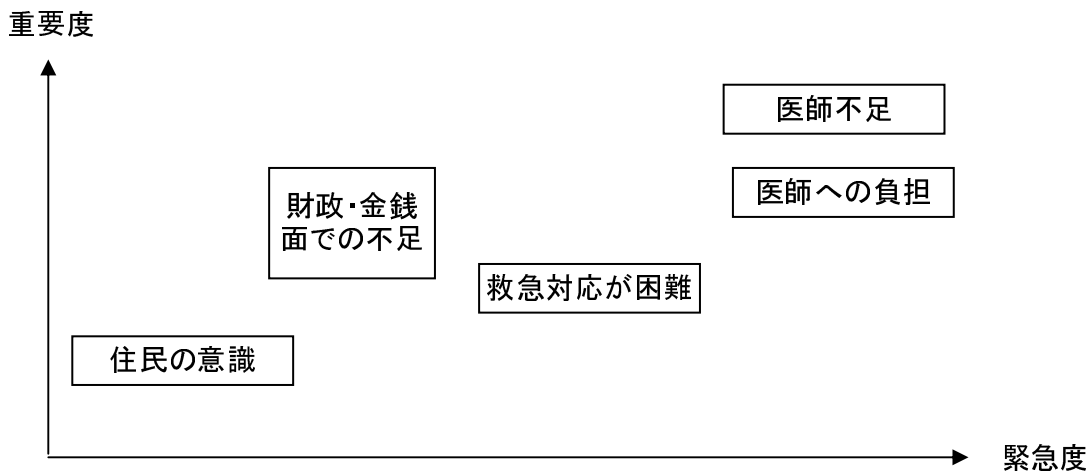 重要度
医師不足
医師への負担
財政・金銭
面での不足
救急対応が困難
住民の意識
緊急度